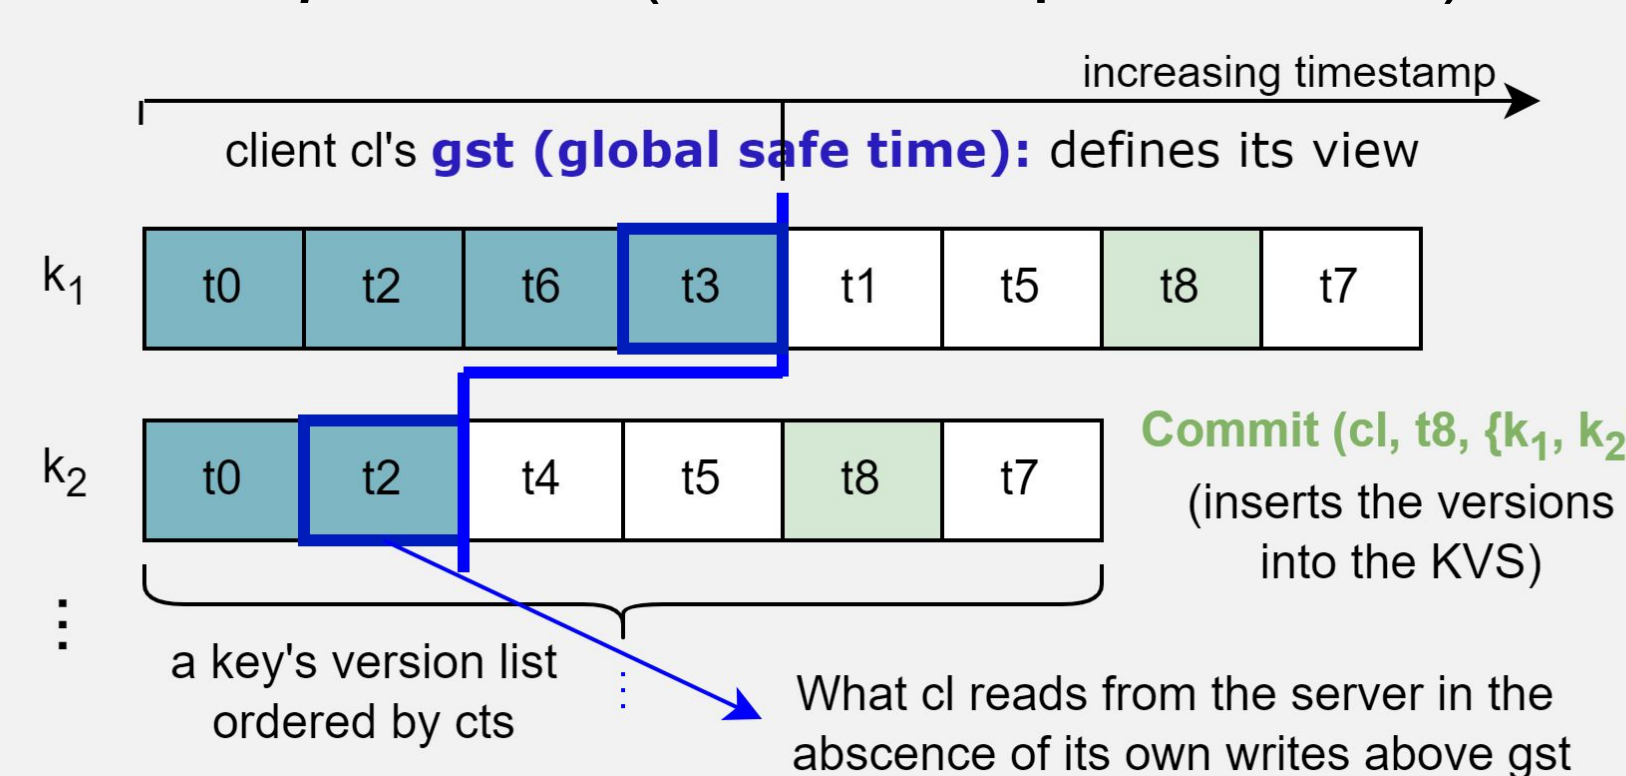 increasing timestamp
client cl's gst (global safe time): defines its view
k1 t0 t2 t6 t3 t1 t5 t8 t7
k2 t0 t2 t4 t5 t8 t7
Commit (cl, t8, {k1, k2
(inserts the versions
into the KVS)
a key's version list
ordered by cts
What cl reads from the server in the
abscence of its own writes above gst